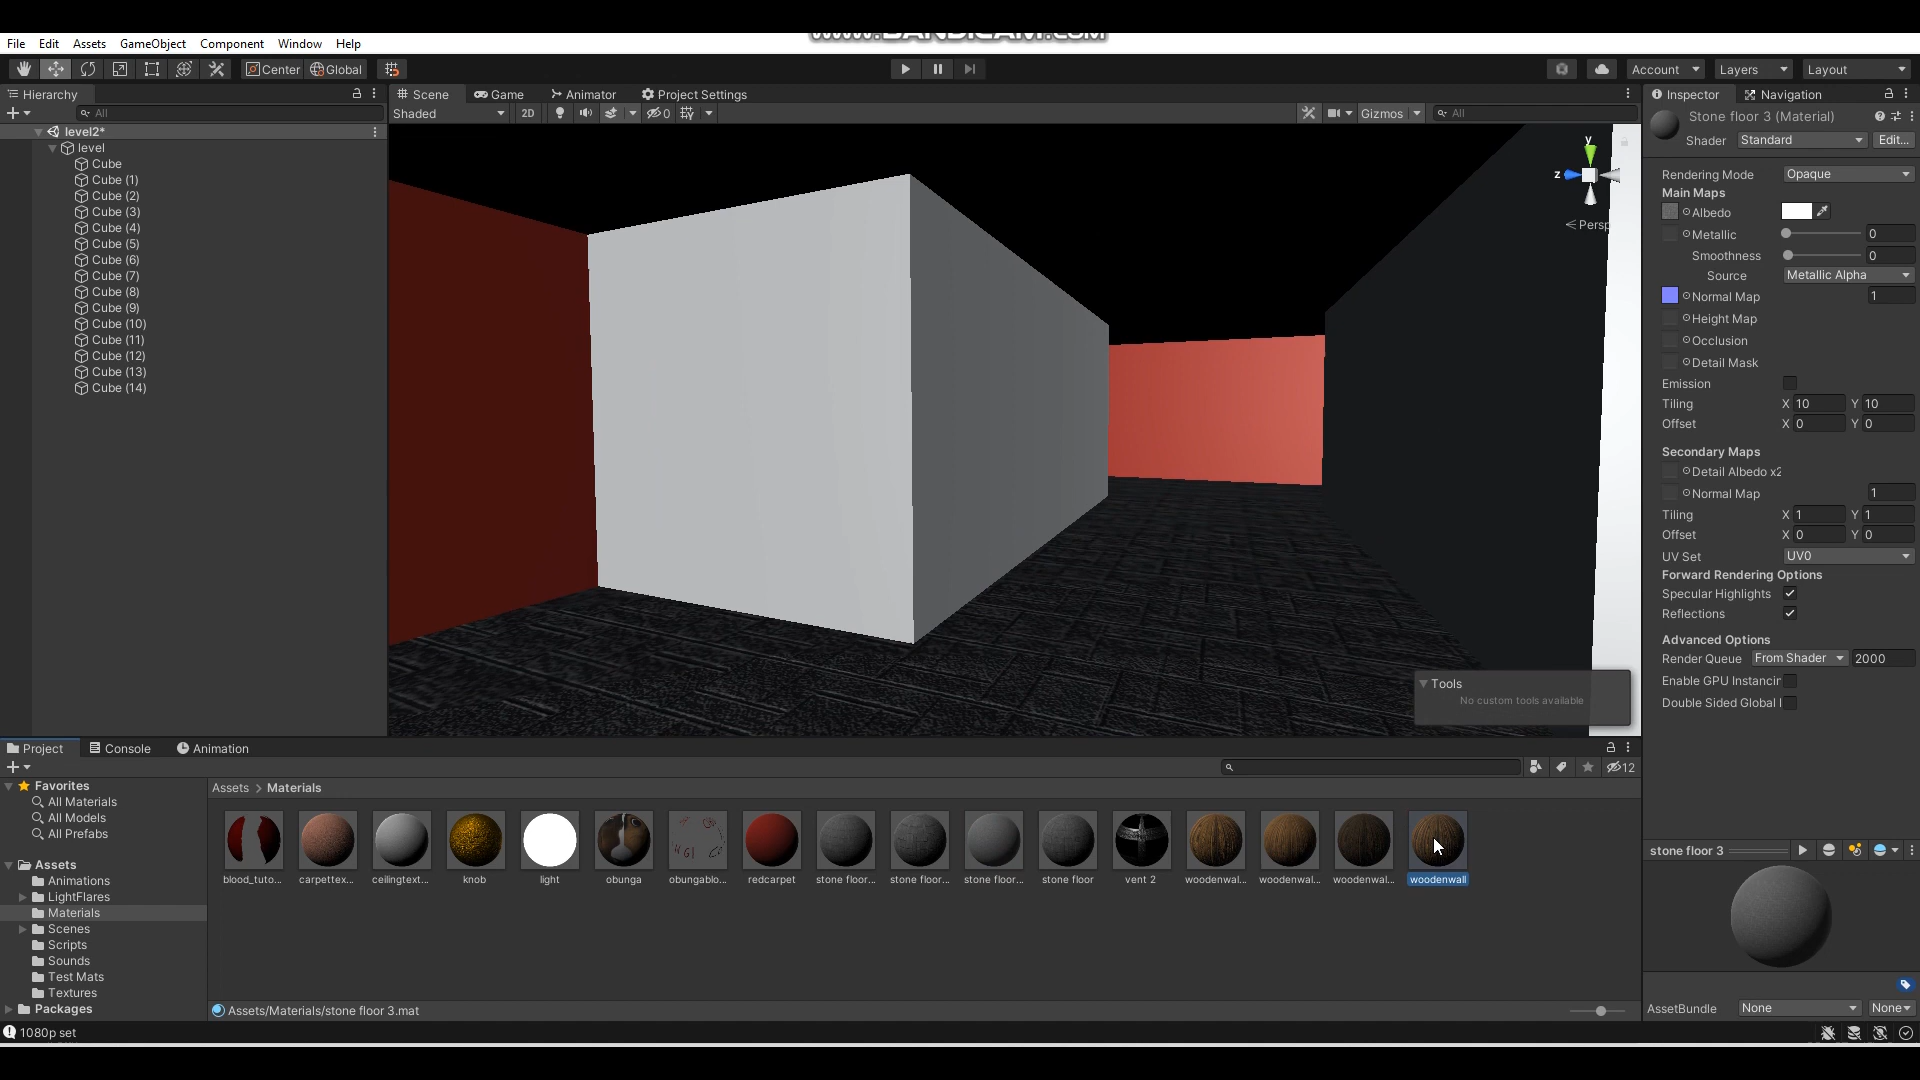 www.BANDICAM.com
File Edit Assets GameObject Component Window Help
Center Global Account Layers Layout
Hierarchy
All
level2*
level
Cube
Cube (1)
Cube (2)
Cube (3)
Cube (4)
Cube (5)
Cube (6)
Cube (7)
Cube (8)
Cube (9)
Cube (10)
Cube (11)
Cube (12)
Cube (13)
Cube (14)
Scene Game Animator Project Settings
Shaded 2D 0 Gizmos All
y
z
< Persp
Tools
No custom tools available
Inspector Navigation
Stone floor 3 (Material)
Shader Standard Edit...
Rendering Mode Opaque
Main Maps
Albedo
Metallic 0
Smoothness 0
Source Metallic Alpha
Normal Map 1
Height Map
Occlusion
Detail Mask
Emission
Tiling X 10 Y 10
Offset X 0 Y 0
Secondary Maps
Detail Albedo x2
Normal Map 1
Tiling X 1 Y 1
Offset X 0 Y 0
UV Set UV0
Forward Rendering Options
Specular Highlights
Reflections
Advanced Options
Render Queue From Shader 2000
Enable GPU Instancin
Double Sided Global I
stone floor 3
AssetBundle None None
Project Console Animation
12
Favorites
All Materials
All Models
All Prefabs
Assets
Animations
LightFlares
Materials
Scenes
Scripts
Sounds
Test Mats
Textures
Packages
Assets > Materials
blood_tuto... carpettex... ceilingtext... knob light obunga obungablo... redcarpet stone floor... stone floor... stone floor... stone floor vent 2 woodenwal... woodenwal... woodenwal... woodenwall
Assets/Materials/stone floor 3.mat
1080p set